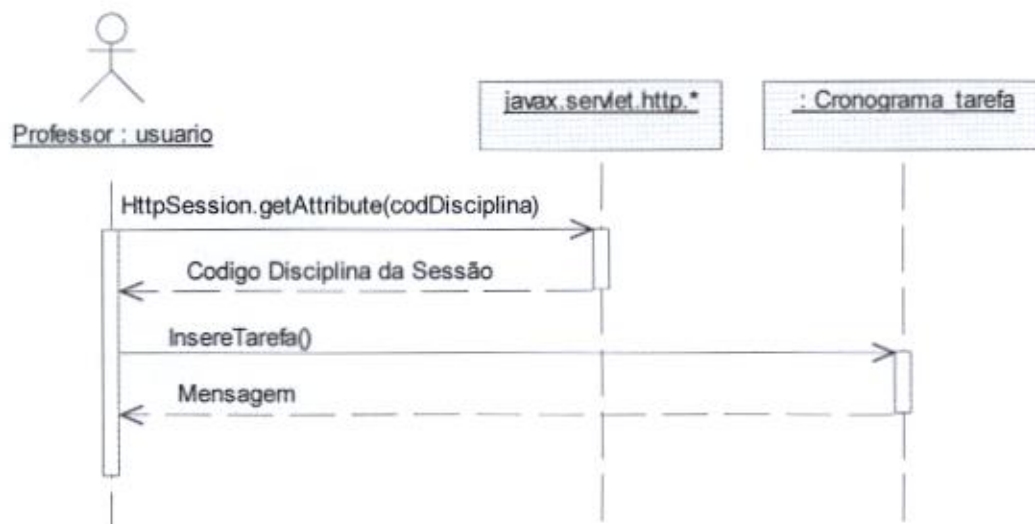 Professor : usuario
javax.servlet.http.*
: Cronograma_tarefa
HttpSession.getAttribute(codDisciplina)
Codigo Disciplina da Sessão
InsereTarefa()
Mensagem